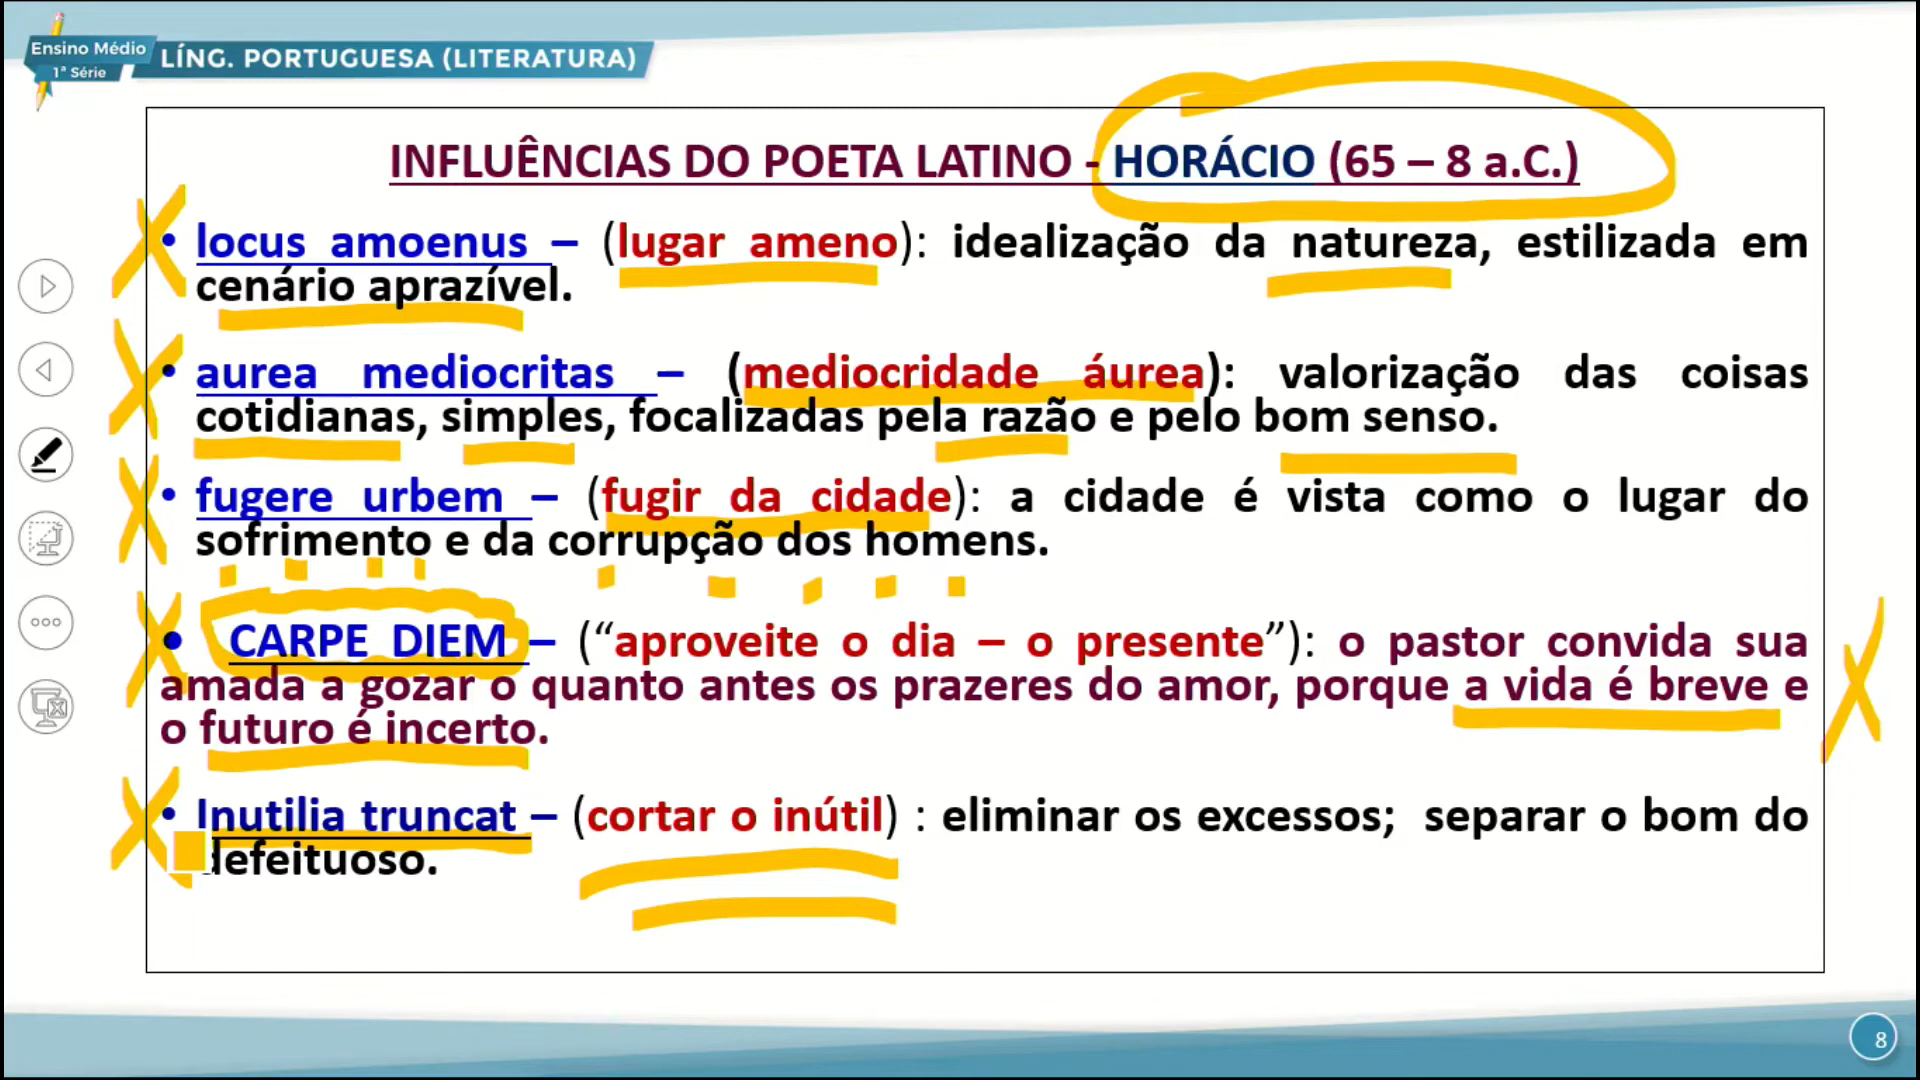 Ensino Médio
1ª Série
LÍNG. PORTUGUESA (LITERATURA)
INFLUÊNCIAS DO POETA LATINO - HORÁCIO (65 – 8 a.C.)
• locus amoenus – (lugar ameno): idealização da natureza, estilizada em
cenário aprazível.
• aurea mediocritas – (mediocridade áurea): valorização das coisas
cotidianas, simples, focalizadas pela razão e pelo bom senso.
• fugere urbem – (fugir da cidade): a cidade é vista como o lugar do
sofrimento e da corrupção dos homens.
• CARPE DIEM – (“aproveite o dia – o presente”): o pastor convida sua
amada a gozar o quanto antes os prazeres do amor, porque a vida é breve e
o futuro é incerto.
• Inutilia truncat – (cortar o inútil) : eliminar os excessos; separar o bom do
defeituoso.
8